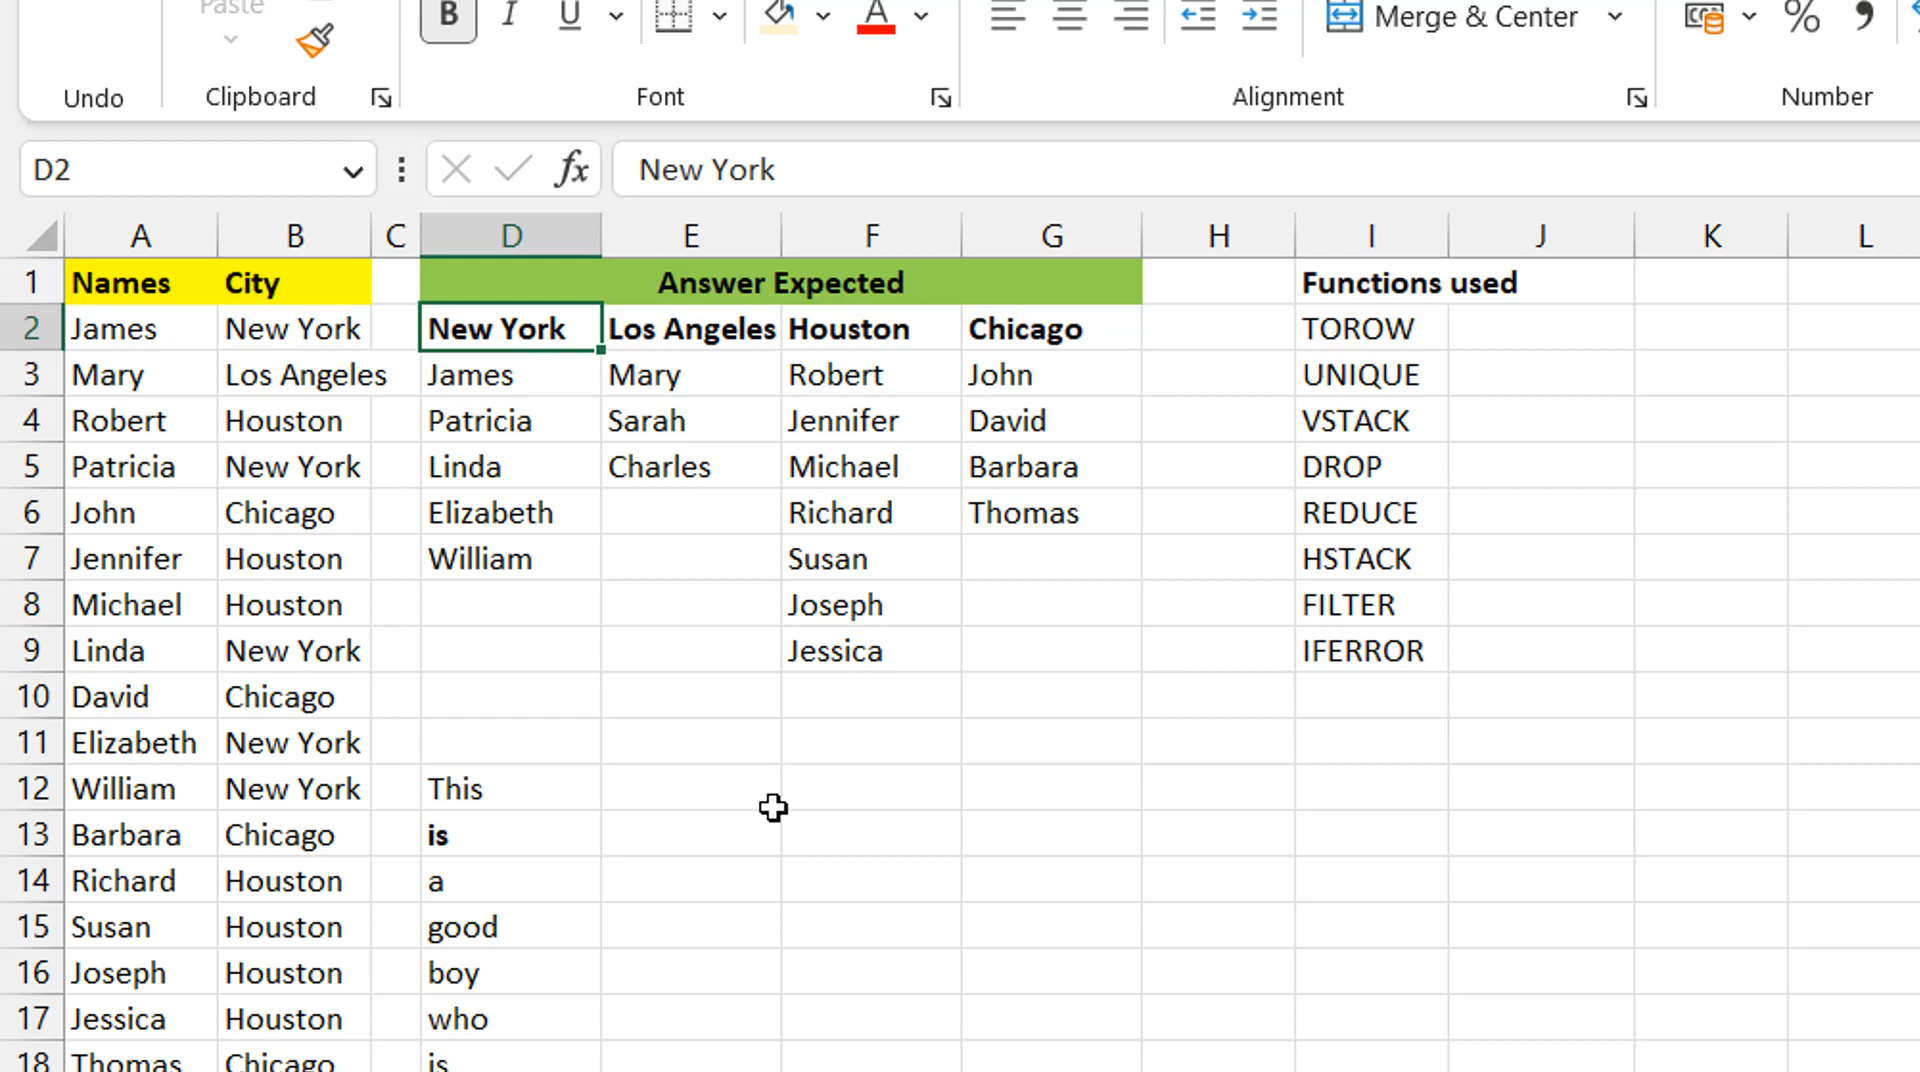 Paste
B I U A Merge & Center % 9
Undo Clipboard Font Alignment Number
D2 fx New York
A B C D E F G H I J K L
1 Names City Answer Expected Functions used
2 James New York New York Los Angeles Houston Chicago TOROW
3 Mary Los Angeles James Mary Robert John UNIQUE
4 Robert Houston Patricia Sarah Jennifer David VSTACK
5 Patricia New York Linda Charles Michael Barbara DROP
6 John Chicago Elizabeth Richard Thomas REDUCE
7 Jennifer Houston William Susan HSTACK
8 Michael Houston Joseph FILTER
9 Linda New York Jessica IFERROR
10 David Chicago
11 Elizabeth New York
12 William New York This
13 Barbara Chicago is
14 Richard Houston a
15 Susan Houston good
16 Joseph Houston boy
17 Jessica Houston who
18 Thomas Chicago is